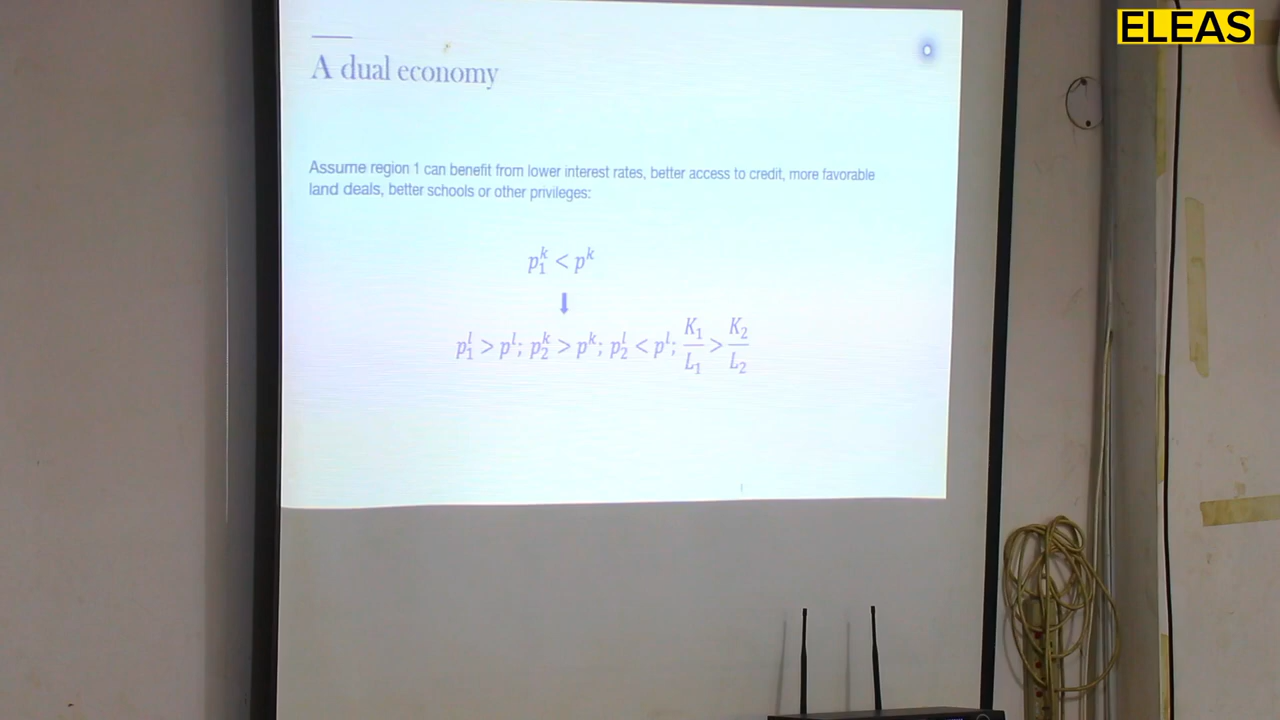 ELEAS
A dual economy
Assume region 1 can benefit from lower interest rates, better access to credit, more favorable
land deals, better schools or other privileges:
p₁ᵏ < pᵏ
p₁ˡ > pˡ; p₂ᵏ > pᵏ; p₂ˡ < pˡ; K₁/L₁ > K₂/L₂